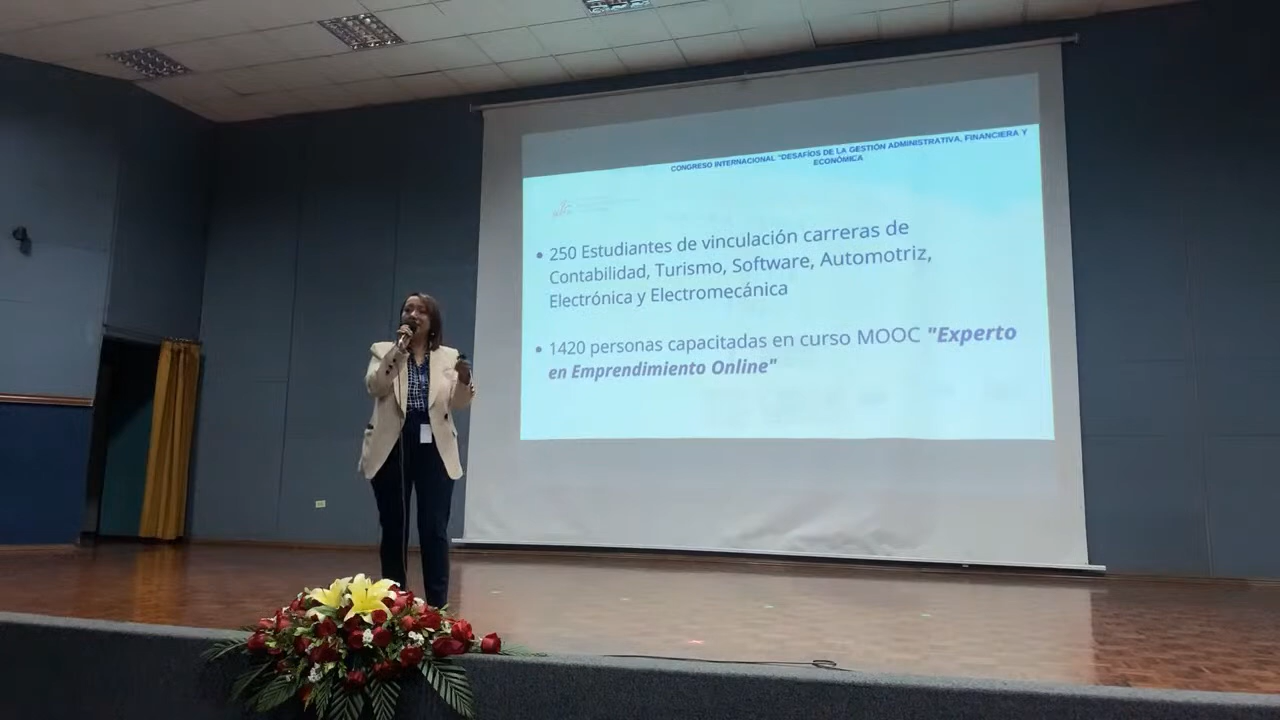 CONGRESO INTERNACIONAL "DESAFÍOS DE LA GESTIÓN ADMINISTRATIVA, FINANCIERA Y
ECONÓMICA
• 250 Estudiantes de vinculación carreras de
Contabilidad, Turismo, Software, Automotriz,
Electrónica y Electromecánica
• 1420 personas capacitadas en curso MOOC "Experto
en Emprendimiento Online"